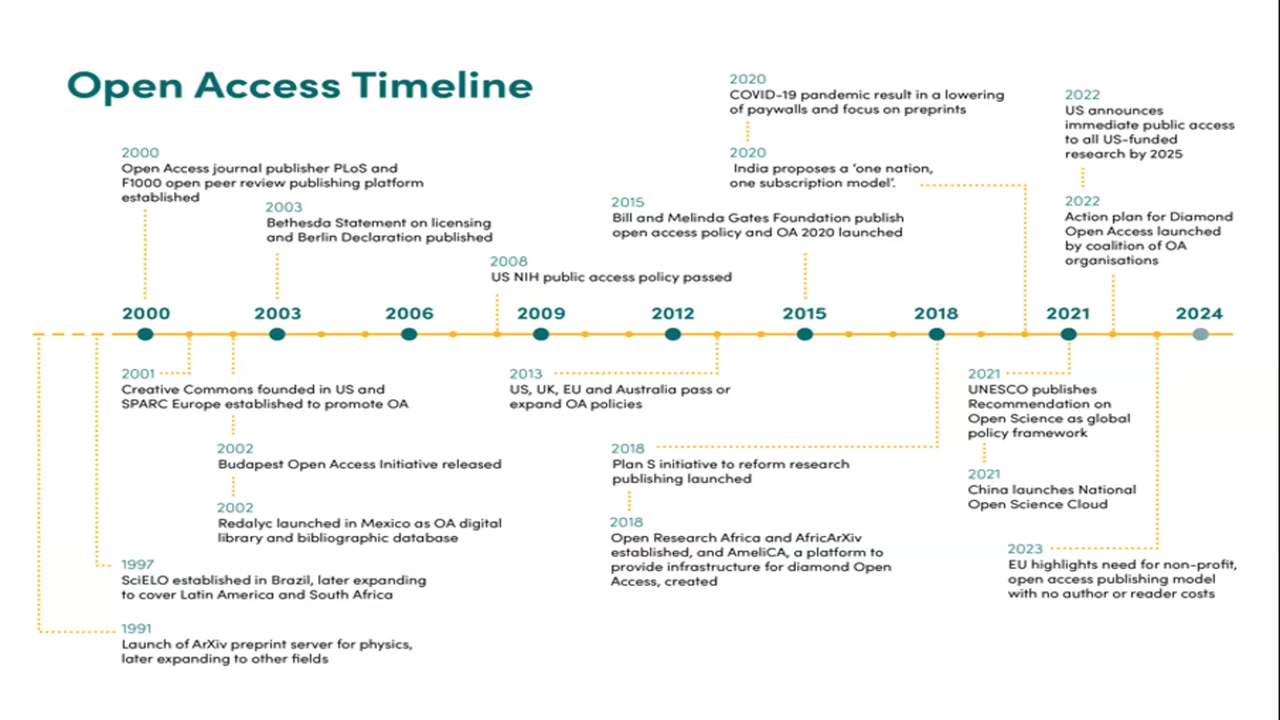 Open Access Timeline
2000
Open Access journal publisher PLoS and
F1000 open peer review publishing platform
established
2003
Bethesda Statement on licensing
and Berlin Declaration published
2008
US NIH public access policy passed
2015
Bill and Melinda Gates Foundation publish
open access policy and OA 2020 launched
2020
COVID-19 pandemic result in a lowering
of paywalls and focus on preprints
2020
India proposes a ‘one nation,
one subscription model’.
2022
US announces
immediate public access
to all US-funded
research by 2025
2022
Action plan for Diamond
Open Access launched
by coalition of OA
organisations
2000 2003 2006 2009 2012 2015 2018 2021 2024
2001
Creative Commons founded in US and
SPARC Europe established to promote OA
2002
Budapest Open Access Initiative released
2002
Redalyc launched in Mexico as OA digital
library and bibliographic database
1997
SciELO established in Brazil, later expanding
to cover Latin America and South Africa
1991
Launch of ArXiv preprint server for physics,
later expanding to other fields
2013
US, UK, EU and Australia pass or
expand OA policies
2018
Plan S initiative to reform research
publishing launched
2018
Open Research Africa and AfricArXiv
established, and AmeliCA, a platform to
provide infrastructure for diamond Open
Access, created
2021
UNESCO publishes
Recommendation on
Open Science as global
policy framework
2021
China launches National
Open Science Cloud
2023
EU highlights need for non-profit,
open access publishing model
with no author or reader costs